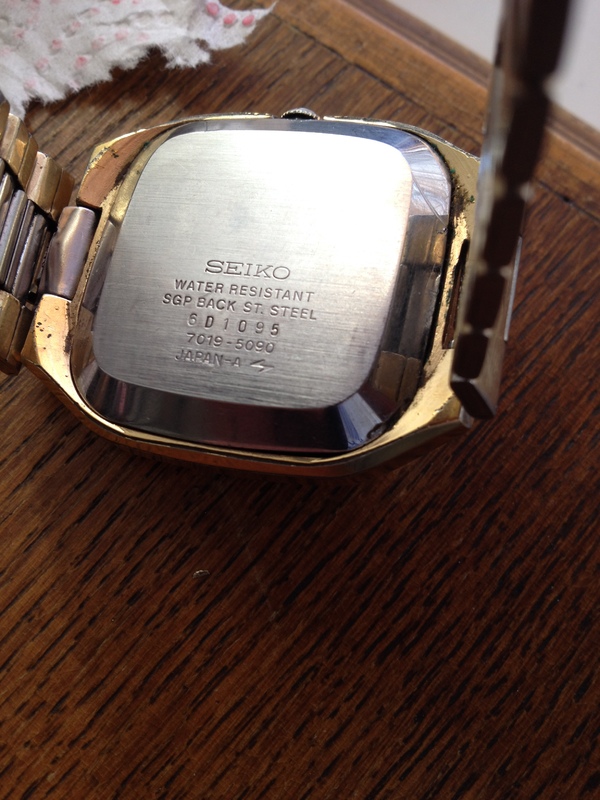 SEIKO
WATER RESISTANT
SGP BACK ST. STEEL
6D1095
7019-5090
JAPAN-A